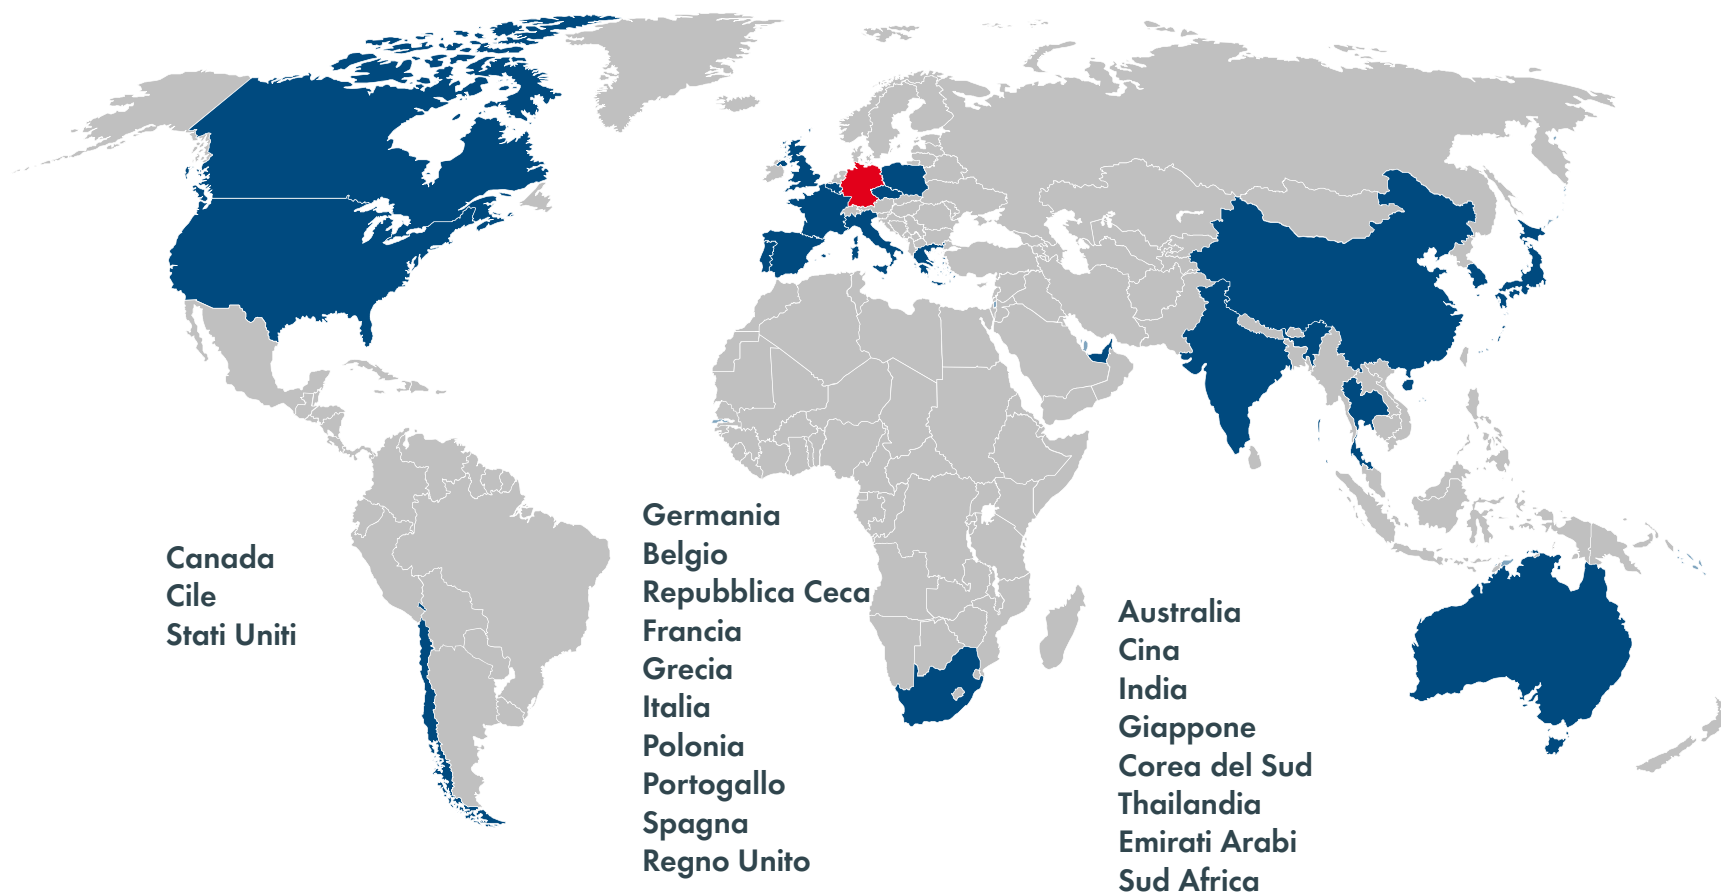 Canada
Cile
Stati Uniti
Germania
Belgio
Repubblica Ceca
Francia
Grecia
Italia
Polonia
Portogallo
Spagna
Regno Unito
Australia
Cina
India
Giappone
Corea del Sud
Thailandia
Emirati Arabi
Sud Africa